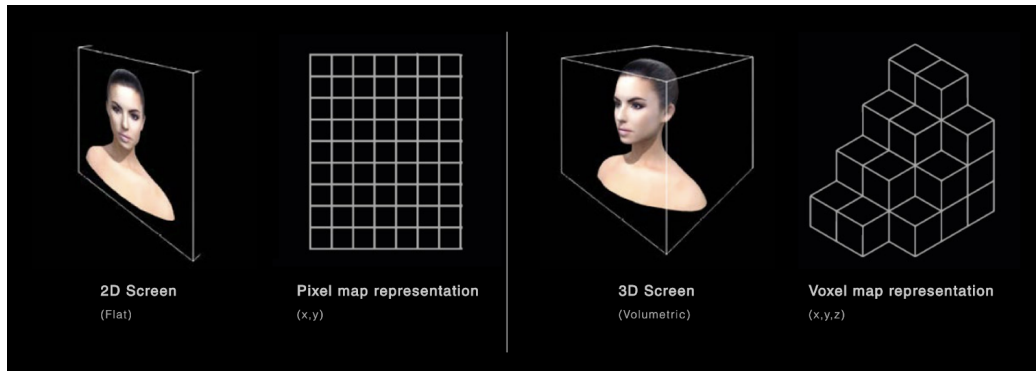 2D Screen
(Flat)
Pixel map representation
(x,y)
3D Screen
(Volumetric)
Voxel map representation
(x,y,z)